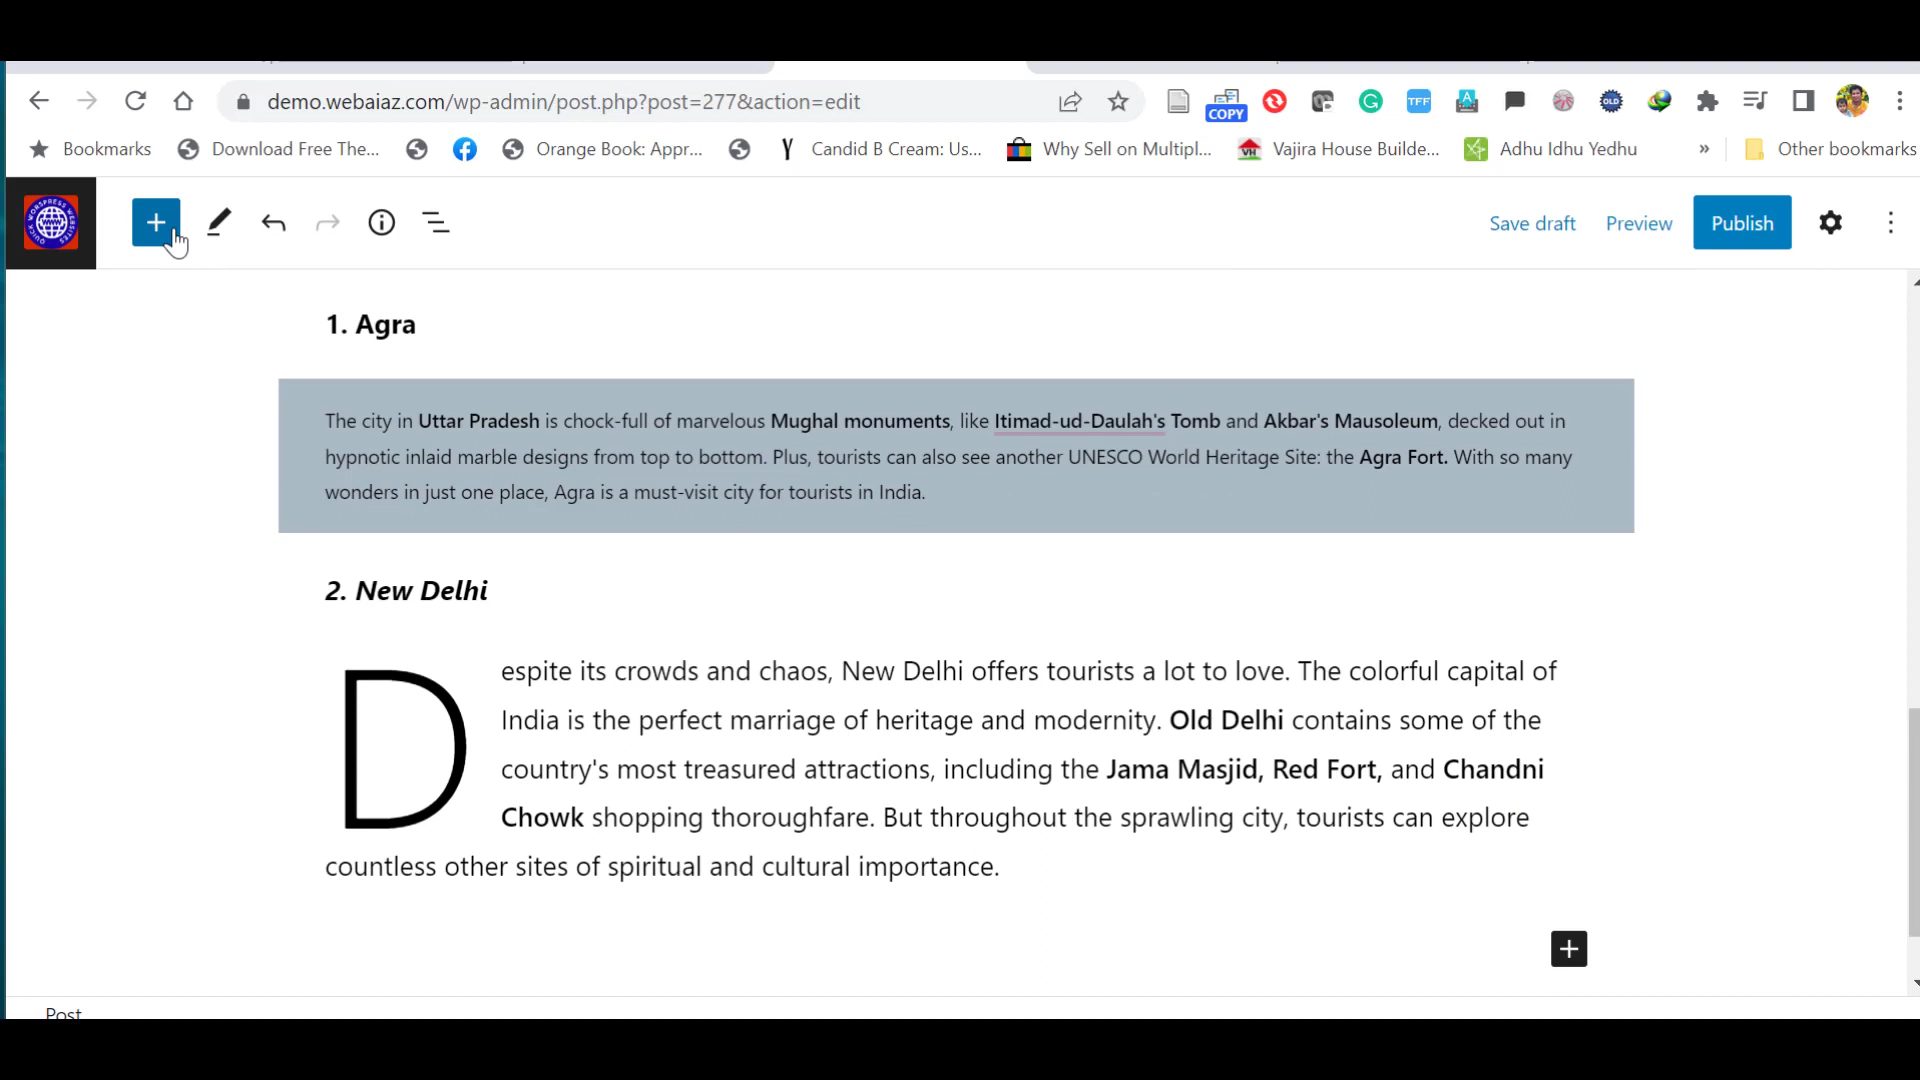 demo.webaiaz.com/wp-admin/post.php?post=277&action=edit
COPY
TFF
A
OLD
Bookmarks
Download Free The...
Orange Book: Appr...
Candid B Cream: Us...
Why Sell on Multipl...
VH
Vajira House Builde...
Adhu Idhu Yedhu
»
Other bookmarks
Save draft
Preview
Publish
1. Agra
The city in Uttar Pradesh is chock-full of marvelous Mughal monuments, like Itimad-ud-Daulah's Tomb and Akbar's Mausoleum, decked out in
hypnotic inlaid marble designs from top to bottom. Plus, tourists can also see another UNESCO World Heritage Site: the Agra Fort. With so many
wonders in just one place, Agra is a must-visit city for tourists in India.
2. New Delhi
Despite its crowds and chaos, New Delhi offers tourists a lot to love. The colorful capital of
India is the perfect marriage of heritage and modernity. Old Delhi contains some of the
country's most treasured attractions, including the Jama Masjid, Red Fort, and Chandni
Chowk shopping thoroughfare. But throughout the sprawling city, tourists can explore
countless other sites of spiritual and cultural importance.
Post